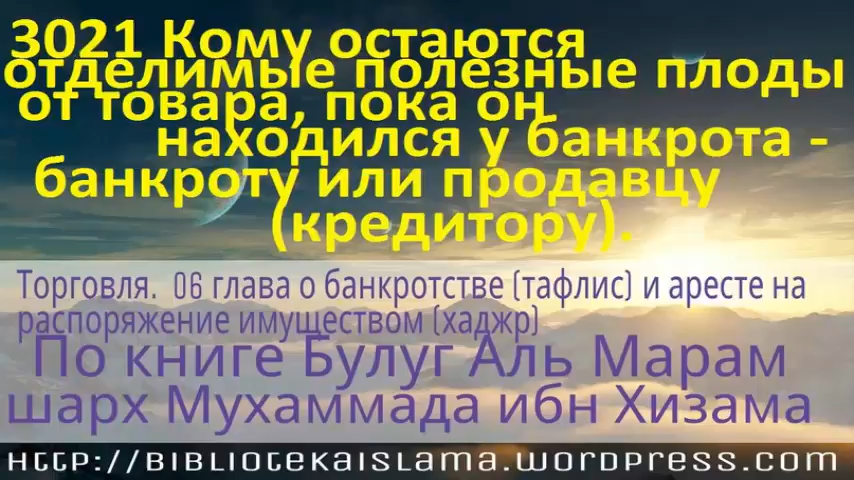 3021 Кому остаются
отделимые полезные плоды
от товара, пока он
находился у банкрота -
банкроту или продавцу
(кредитору).
Торговля. 06 глава о банкротстве (тафлис) и аресте на
распоряжение имуществом (хаджр)
По книге Булуг Аль Марам
шарх Мухаммада ибн Хизама
HTTP://BIBLIOTEKAISLAMA.WORDPRESS.COM